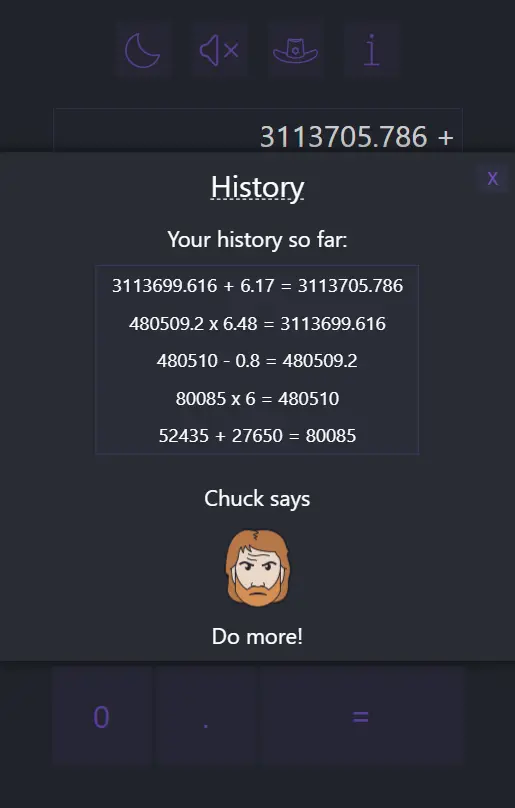 3113705.786 +
History
X
Your history so far:
3113699.616 + 6.17 = 3113705.786
480509.2 x 6.48 = 3113699.616
480510 - 0.8 = 480509.2
80085 x 6 = 480510
52435 + 27650 = 80085
Chuck says
Do more!
0 . =